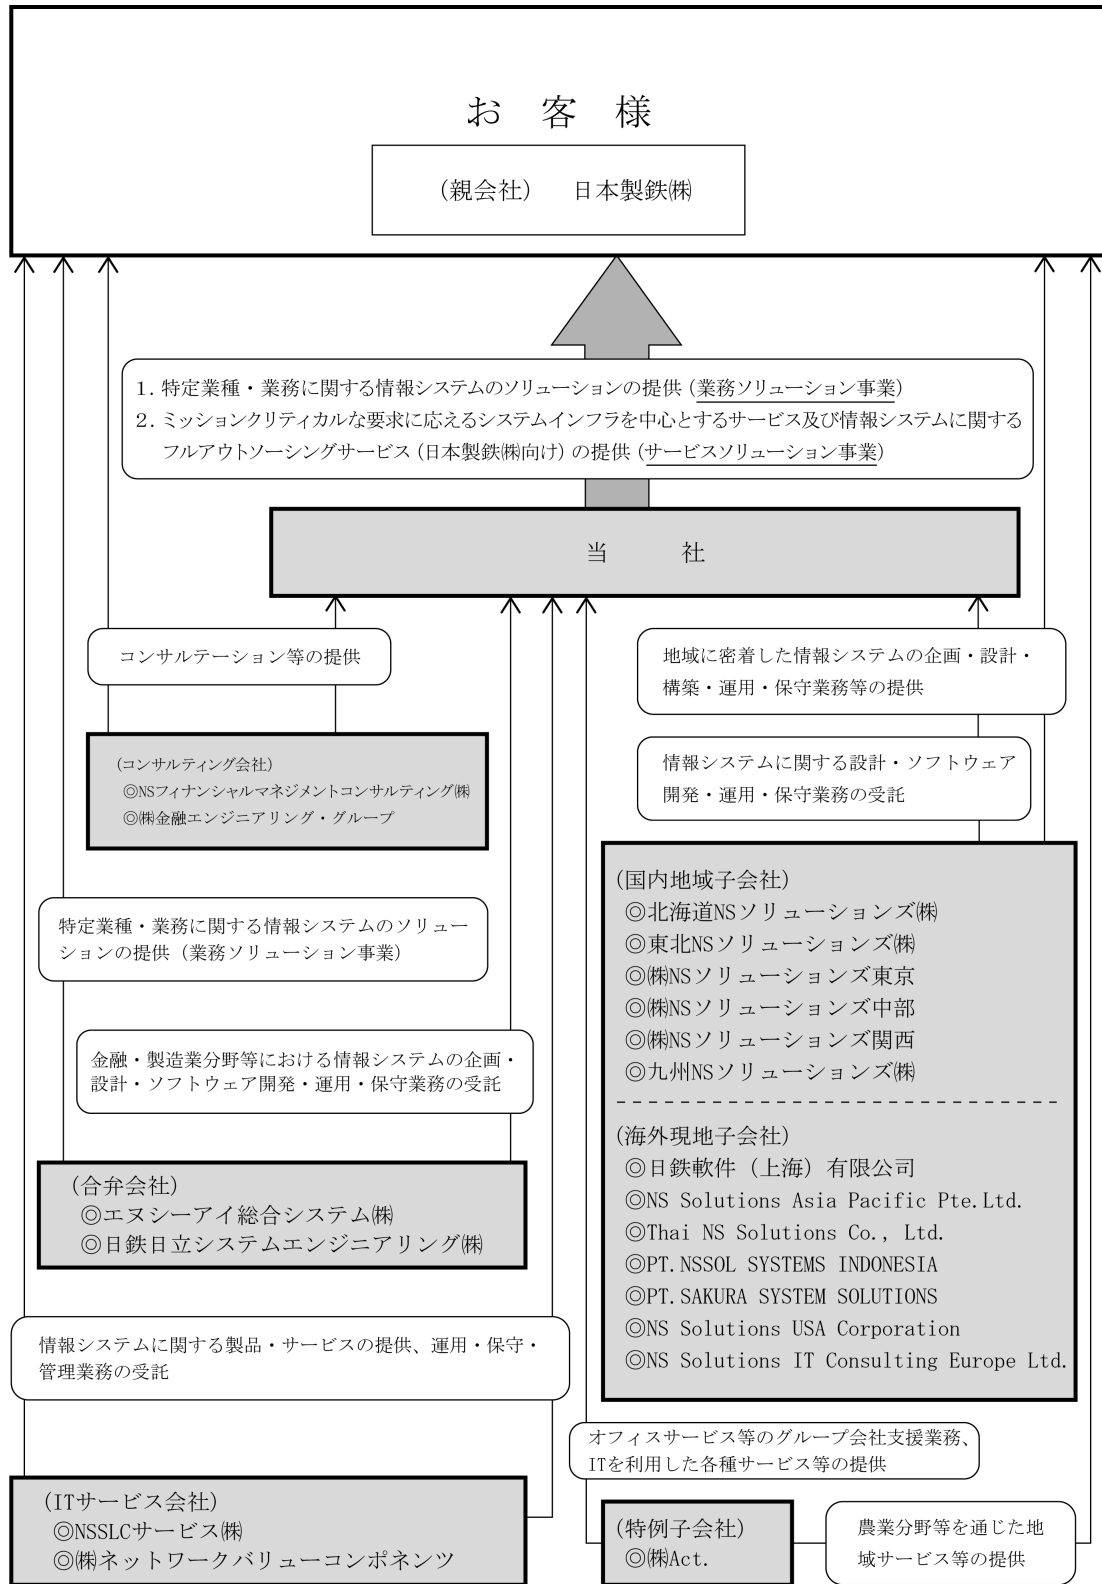 お 客 様
(親会社) 日本製鉄㈱
1. 特定業種・業務に関する情報システムのソリューションの提供 (業務ソリューション事業)
2. ミッションクリティカルな要求に応えるシステムインフラを中心とするサービス及び情報システムに関する
フルアウトソーシングサービス (日本製鉄㈱向け) の提供 (サービスソリューション事業)
当 社
コンサルテーション等の提供
地域に密着した情報システムの企画・設計・
構築・運用・保守業務等の提供
情報システムに関する設計・ソフトウェア
開発・運用・保守業務の受託
(コンサルティング会社)
◎NSフィナンシャルマネジメントコンサルティング㈱
◎㈱金融エンジニアリング・グループ
特定業種・業務に関する情報システムのソリュー
ションの提供 (業務ソリューション事業)
金融・製造業分野等における情報システムの企画・
設計・ソフトウェア開発・運用・保守業務の受託
(国内地域子会社)
◎北海道NSソリューションズ㈱
◎東北NSソリューションズ㈱
◎㈱NSソリューションズ東京
◎㈱NSソリューションズ中部
◎㈱NSソリューションズ関西
◎九州NSソリューションズ㈱
(海外現地子会社)
◎日鉄軟件 (上海) 有限公司
◎NS Solutions Asia Pacific Pte.Ltd.
◎Thai NS Solutions Co., Ltd.
◎PT.NSSOL SYSTEMS INDONESIA
◎PT.SAKURA SYSTEM SOLUTIONS
◎NS Solutions USA Corporation
◎NS Solutions IT Consulting Europe Ltd.
(合弁会社)
◎エヌシーアイ総合システム㈱
◎日鉄日立システムエンジニアリング㈱
情報システムに関する製品・サービスの提供、運用・保守・
管理業務の受託
オフィスサービス等のグループ会社支援業務、
ITを利用した各種サービス等の提供
(ITサービス会社)
◎NSSLCサービス㈱
◎㈱ネットワークバリューコンポネンツ
(特例子会社)
◎㈱Act.
農業分野等を通じた地
域サービス等の提供